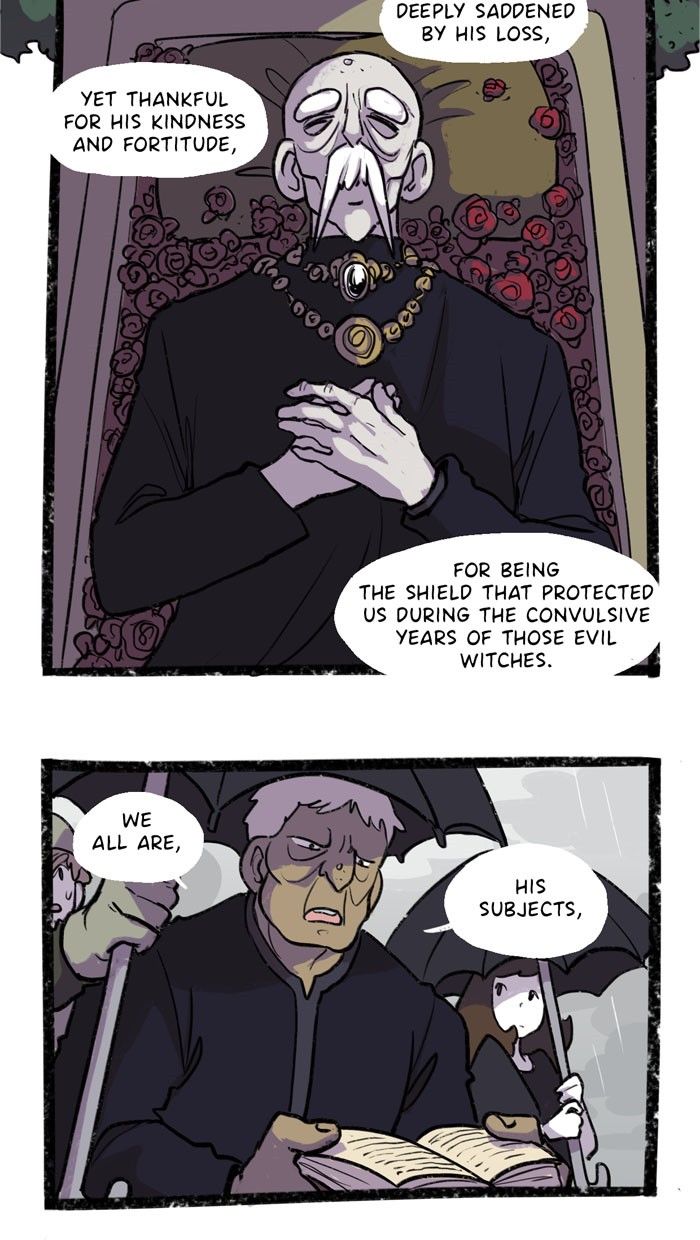 DEEPLY SADDENED
BY HIS LOSS,
YET THANKFUL
FOR HIS KINDNESS
AND FORTITUDE,
FOR BEING
THE SHIELD THAT PROTECTED
US DURING THE CONVULSIVE
YEARS OF THOSE EVIL
WITCHES.
WE
ALL ARE,
HIS
SUBJECTS,